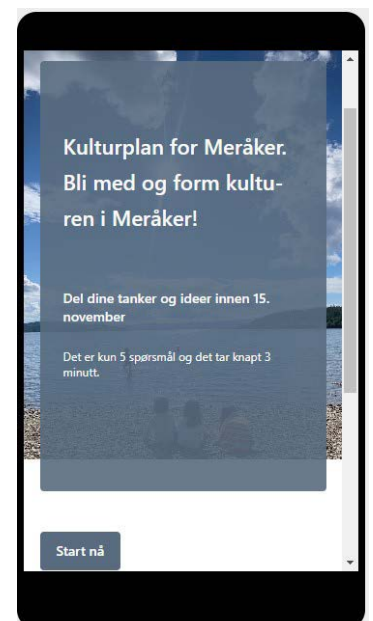 Kulturplan for Meråker.
Bli med og form kultu-
ren i Meråker!
Del dine tanker og ideer innen 15.
november
Det er kun 5 spørsmål og det tar knapt 3
minutt.
Start nå